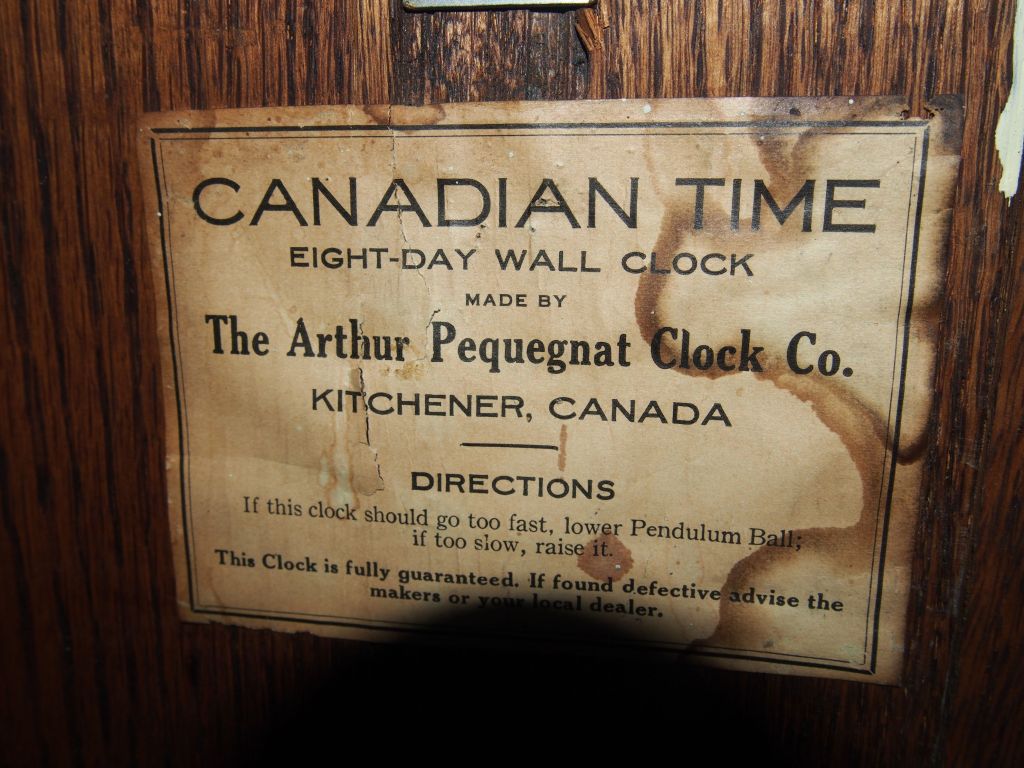 CANADIAN TIME
EIGHT-DAY WALL CLOCK
MADE BY
The Arthur Pequegnat Clock Co.
KITCHENER, CANADA
DIRECTIONS
If this clock should go too fast, lower Pendulum Ball;
if too slow, raise it.
This Clock is fully guaranteed. If found defective advise the
makers or your local dealer.